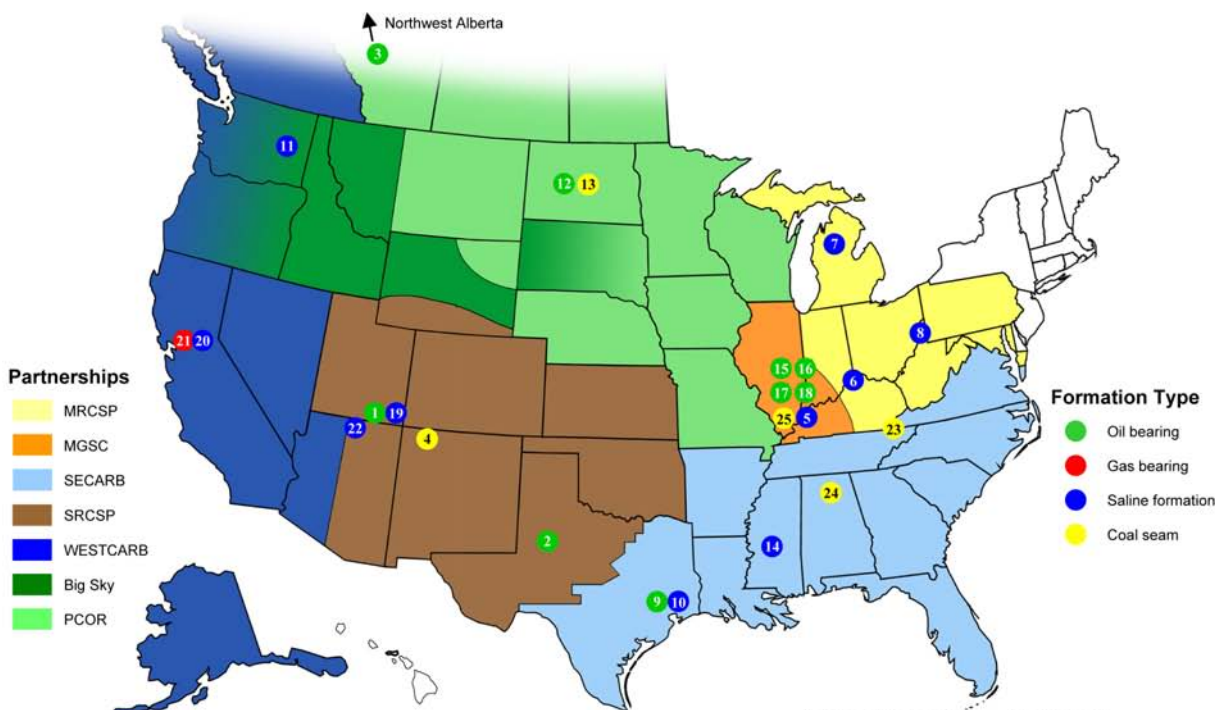 Northwest Alberta
3
11
12 13
7
21 20
8
15 16
6
17 18
1 19
25 5
22
4
23
24
2
14
9 10
Partnerships
MRCSP
MGSC
SECARB
SRCSP
WESTCARB
Big Sky
PCOR
Formation Type
Oil bearing
Gas bearing
Saline formation
Coal seam